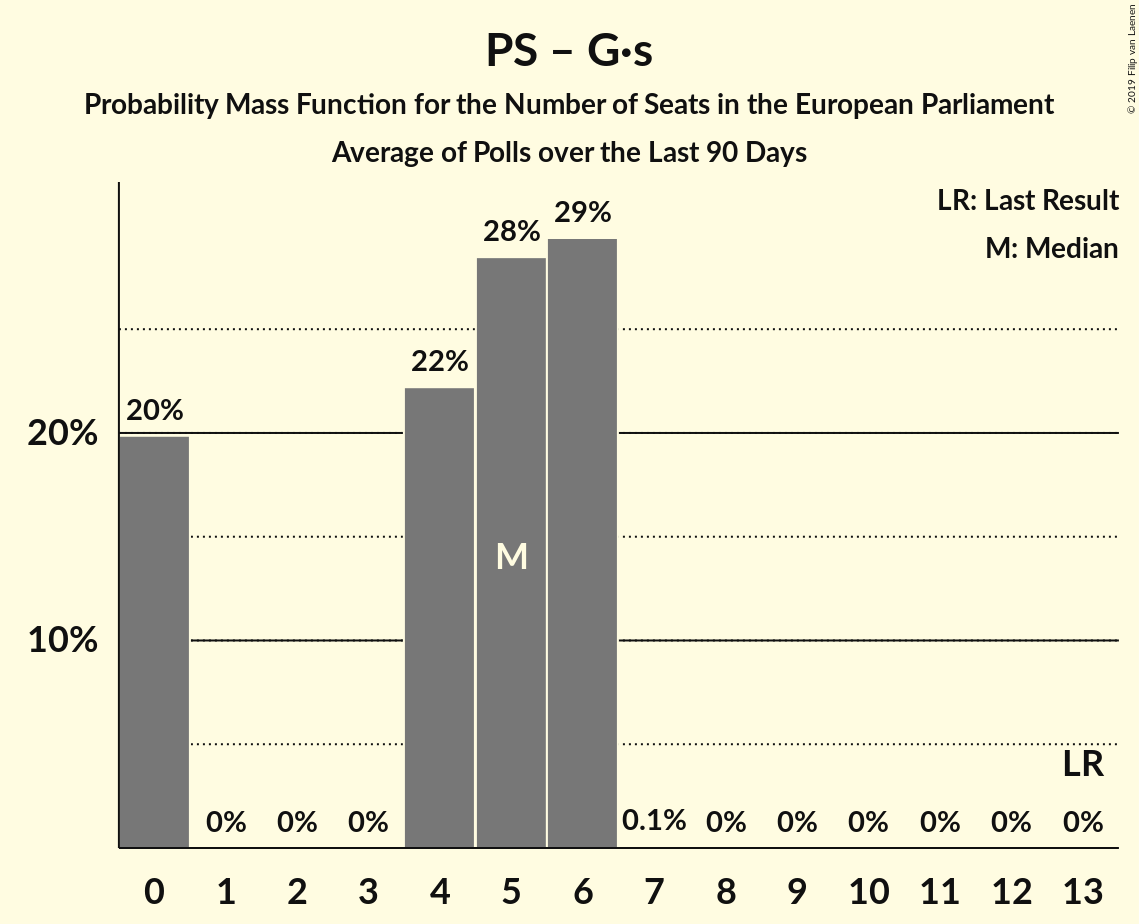 PS – G·s
Probability Mass Function for the Number of Seats in the European Parliament
Average of Polls over the Last 90 Days
© 2019 Filip van Laenen
LR: Last Result
M: Median
29%
28%
22%
20%
20%
M
10%
LR
0% 0% 0% 0.1% 0% 0% 0% 0% 0% 0%
0 1 2 3 4 5 6 7 8 9 10 11 12 13